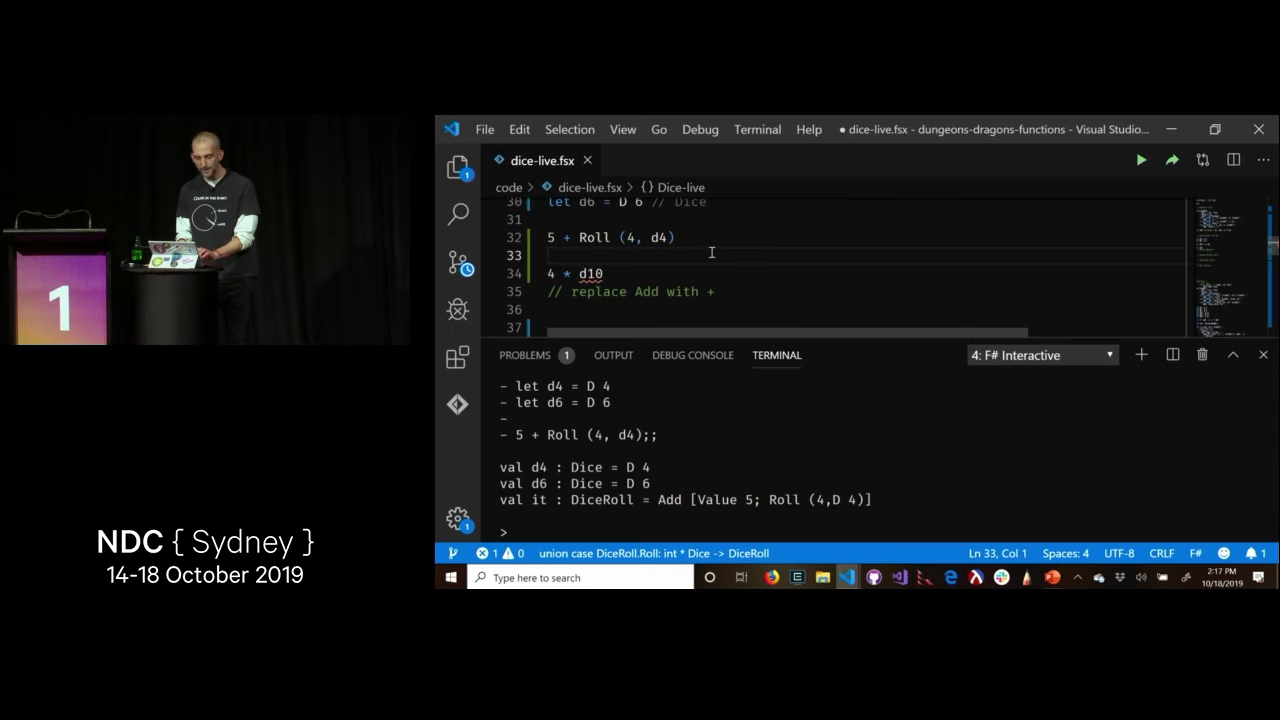 1
NDC { Sydney }
14-18 October 2019
File Edit Selection View Go Debug Terminal Help ● dice-live.fsx - dungeons-dragons-functions - Visual Studio...
dice-live.fsx
code > dice-live.fsx > {} Dice-live
30 let d6 = D 6 // Dice
31
32 5 + Roll (4, d4)
33
34 4 * d10
35 // replace Add with +
36
37
PROBLEMS 1 OUTPUT DEBUG CONSOLE TERMINAL 4: F# Interactive
- let d4 = D 4
- let d6 = D 6
-
- 5 + Roll (4, d4);;
val d4 : Dice = D 4
val d6 : Dice = D 6
val it : DiceRoll = Add [Value 5; Roll (4,D 4)]
>
1 0 union case DiceRoll.Roll: int * Dice -> DiceRoll Ln 33, Col 1 Spaces: 4 UTF-8 CRLF F# 1
Type here to search
2:17 PM
10/18/2019